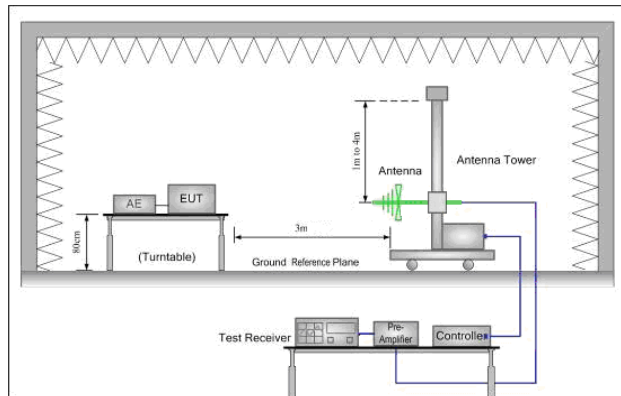 1m to 4m
Antenna
Antenna Tower
AE
EUT
80cm
3m
(Turntable)
Ground Reference Plane
Test Receiver
Pre-
Amplifier
Controller